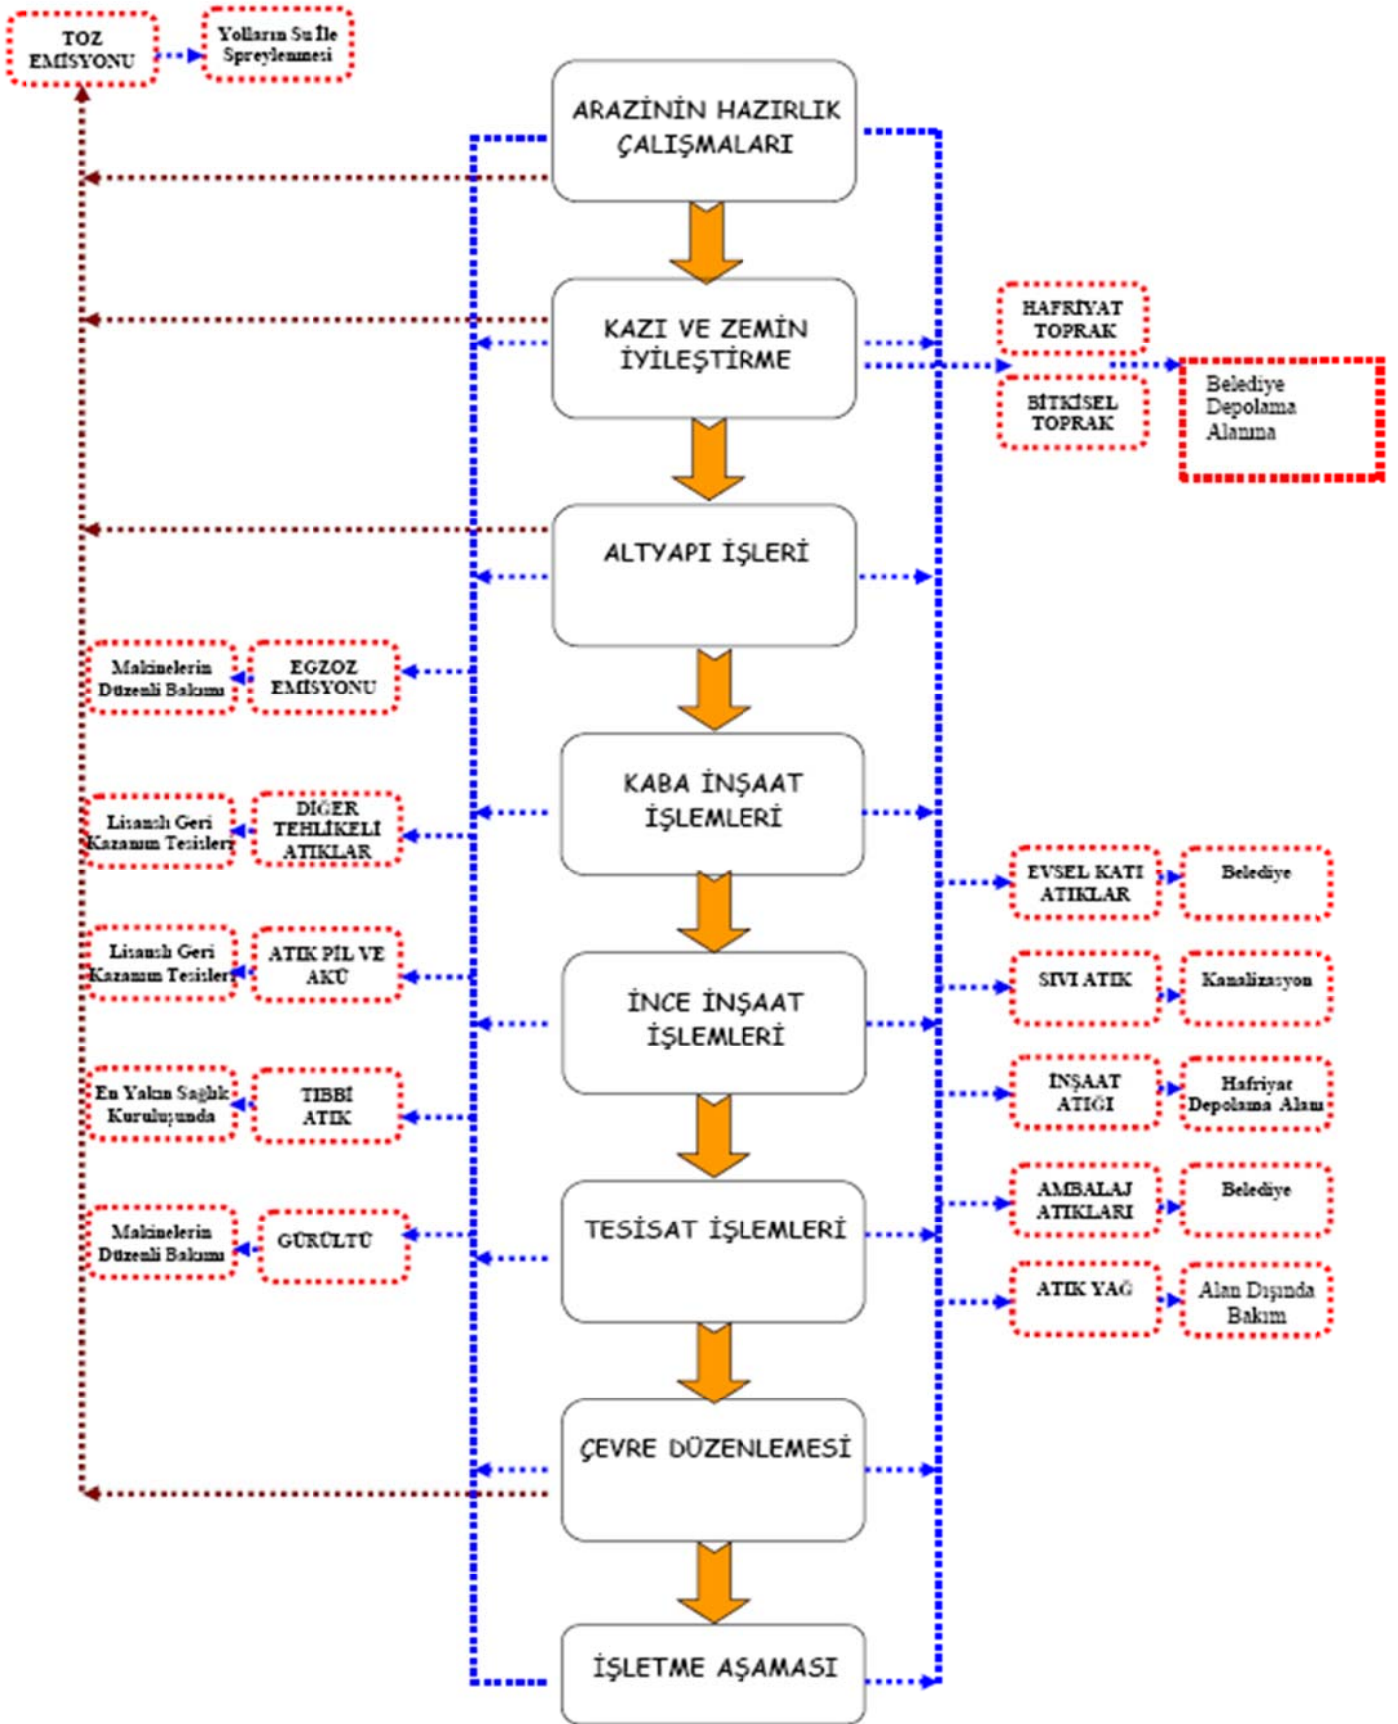 TOZ
EMİSYONU
Yolların Su İle
Spreylenmesi
ARAZİNİN HAZIRLIK
ÇALIŞMALARI
KAZI VE ZEMİN
İYİLEŞTİRME
HAFRİYAT
TOPRAK
BİTKİSEL
TOPRAK
Belediye
Depolama
Alanına
ALTYAPI İŞLERİ
Makinelerin
Düzenli Bakımı
EGZOZ
EMİSYONU
KABA İNŞAAT
İŞLEMLERİ
Lisanslı Geri
Kazanım Tesisleri
DİĞER
TEHLİKELİ
ATIKLAR
EVSEL KATI
ATIKLAR
Belediye
Lisanslı Geri
Kazanım Tesisleri
ATIK PİL VE
AKÜ
İNCE İNŞAAT
İŞLEMLERİ
SIVI ATIK
Kanalizasyon
En Yakın Sağlık
Kuruluşunda
TIBBİ
ATIK
İNŞAAT
ATIĞI
Hafriyat
Depolama Alanı
Makinelerin
Düzenli Bakımı
GÜRÜLTÜ
TESİSAT İŞLEMLERİ
AMBALAJ
ATIKLARI
Belediye
ATIK YAĞ
Alan Dışında
Bakım
ÇEVRE DÜZENLEMESİ
İŞLETME AŞAMASI